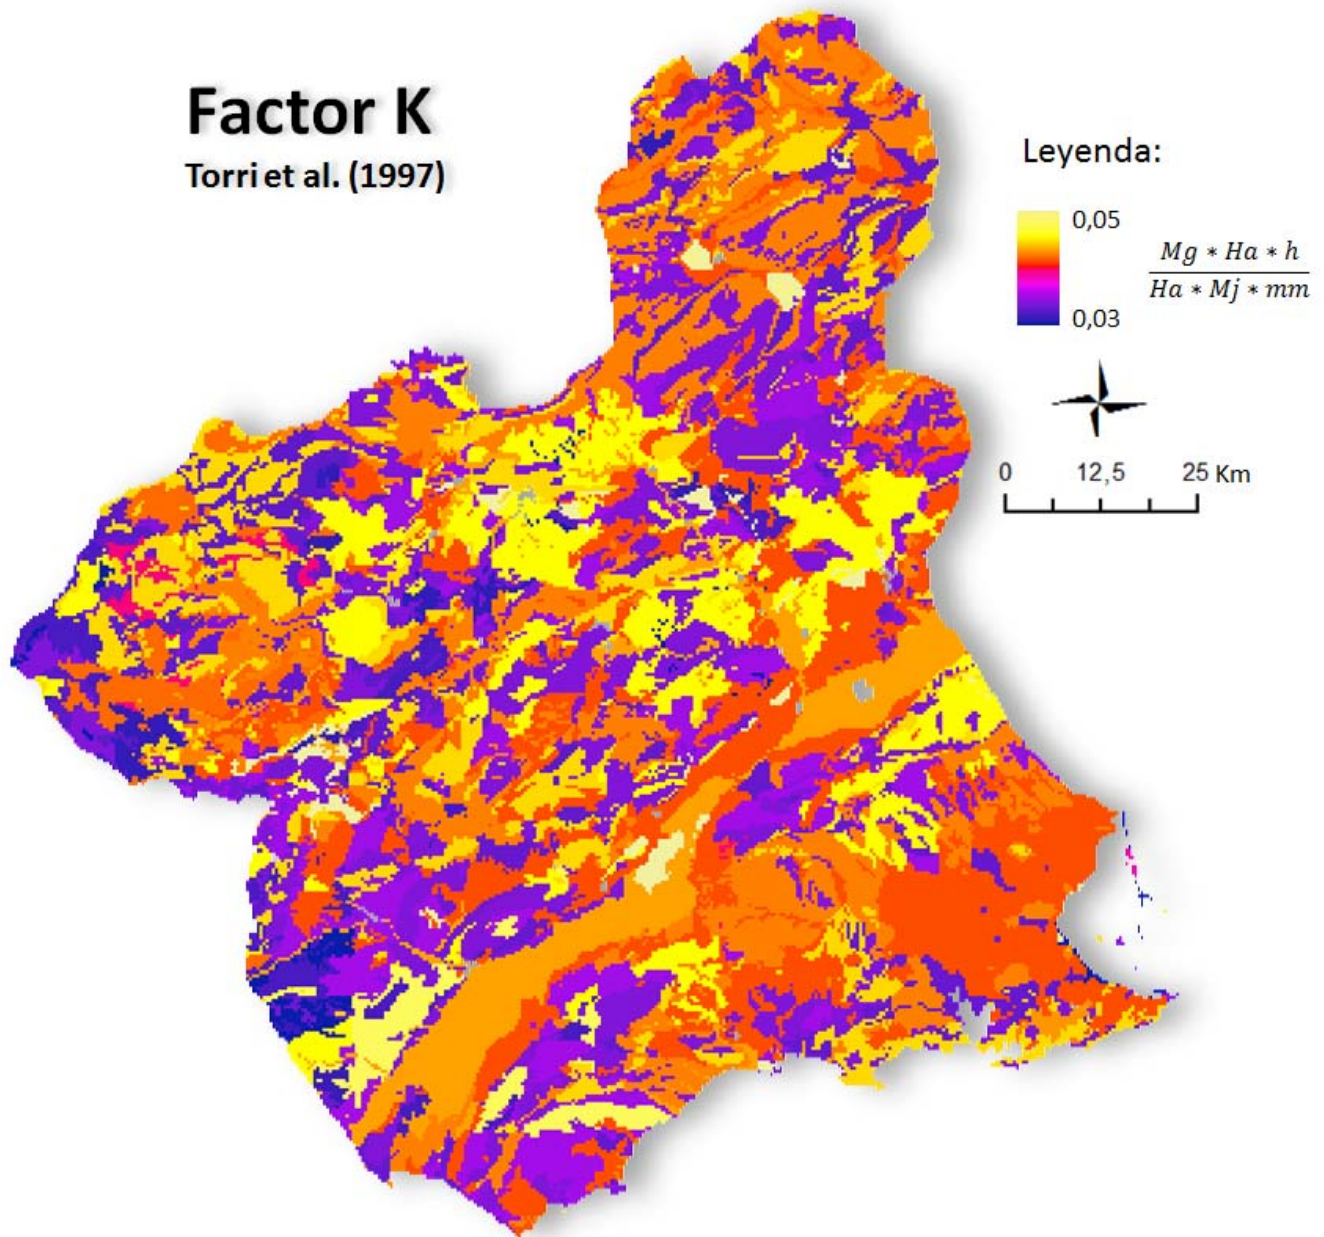 Factor K
Torri et al. (1997)
Leyenda:
0,05
Mg * Ha * h
Ha * Mj * mm
0,03
0 12,5 25 Km